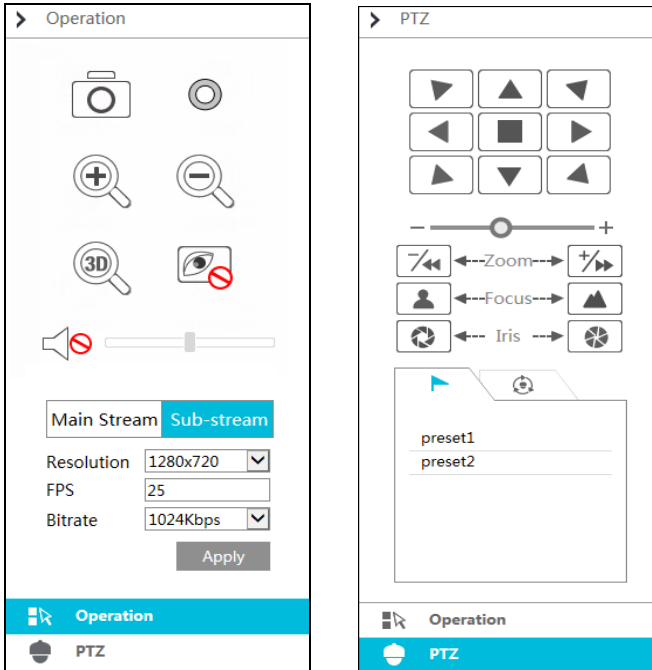 Operation
3D
Main Stream Sub-stream
Resolution 1280x720
FPS 25
Bitrate 1024Kbps
Apply
Operation
PTZ
PTZ
− +
−/◂◂ Zoom +/▸▸
Focus
Iris
preset1
preset2
Operation
PTZ